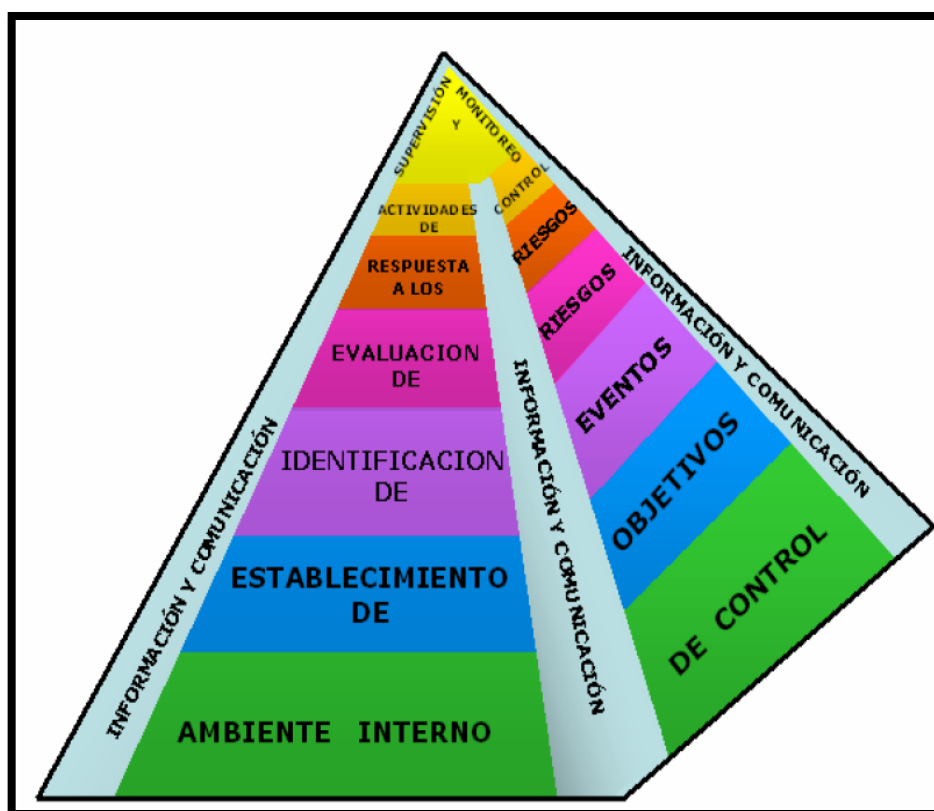 SUPERVISIÓN
Y
MONITOREO
ACTIVIDADES
DE
CONTROL
RESPUESTA
A LOS
RIESGOS
EVALUACION
DE
RIESGOS
IDENTIFICACION
DE
EVENTOS
ESTABLECIMIENTO
DE
OBJETIVOS
AMBIENTE INTERNO
DE CONTROL
INFORMACIÓN Y COMUNICACIÓN
INFORMACIÓN Y COMUNICACIÓN
INFORMACIÓN Y COMUNICACIÓN